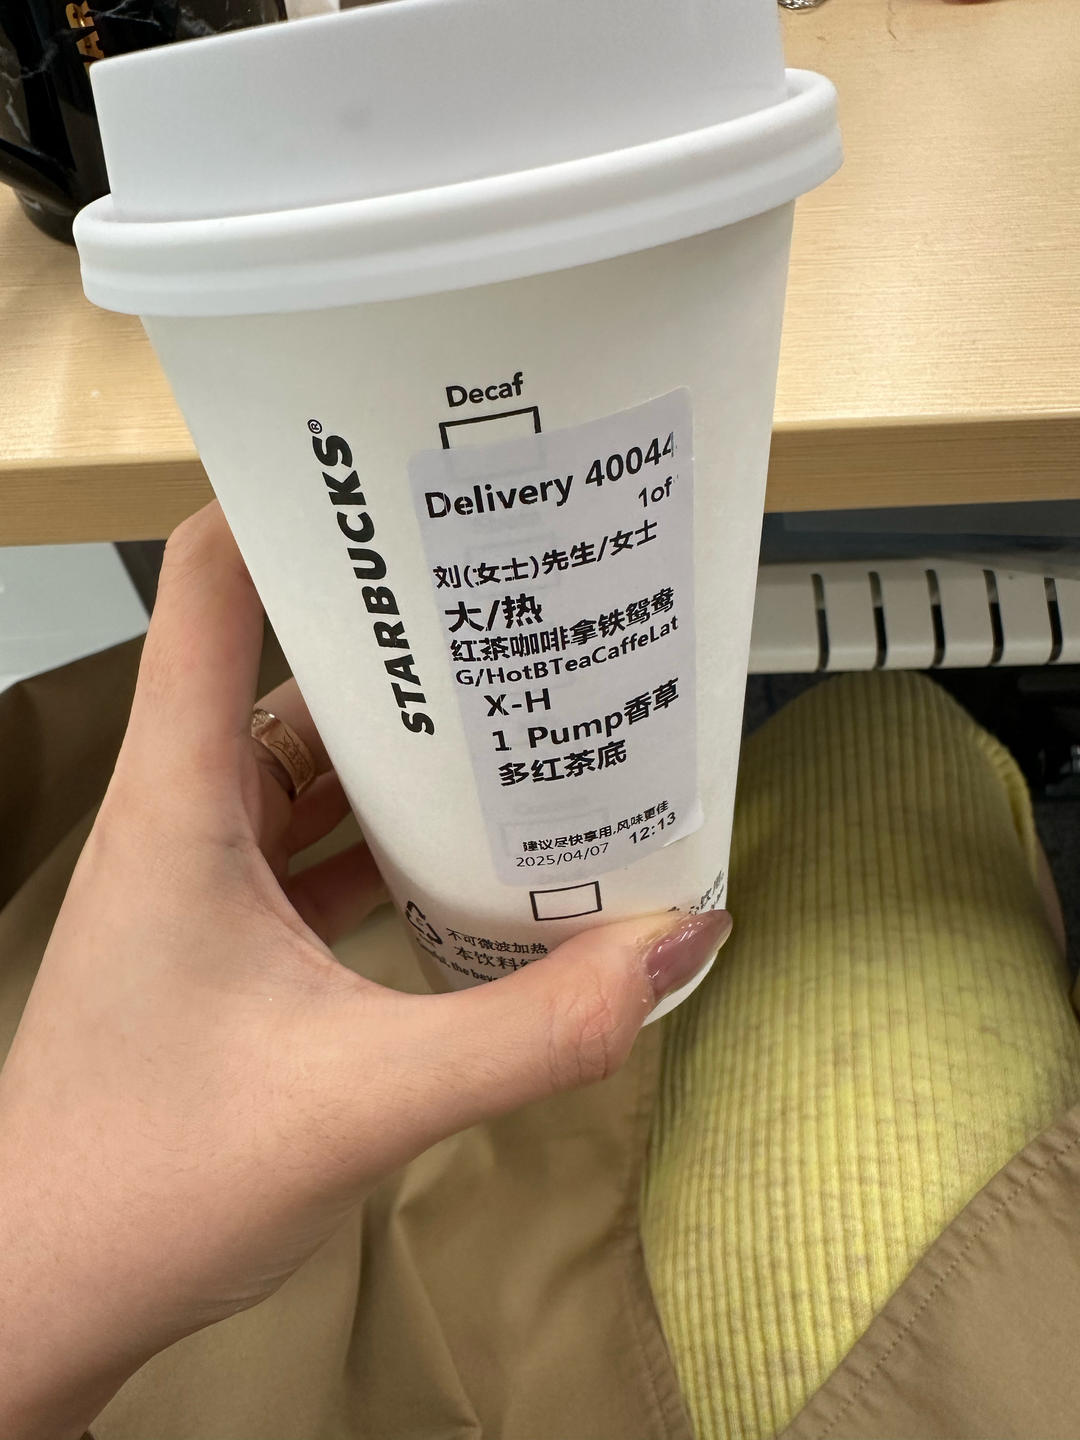 STARBUCKS®
Decaf
Delivery 40044
1of
刘(女士)先生/女士
大/热
红茶咖啡拿铁鸳鸯
G/HotBTeaCaffeLat
X-H
1 Pump香草
多红茶底
建议尽快享用,风味更佳
2025/04/07 12:13
不可微波加热
本饮料
the